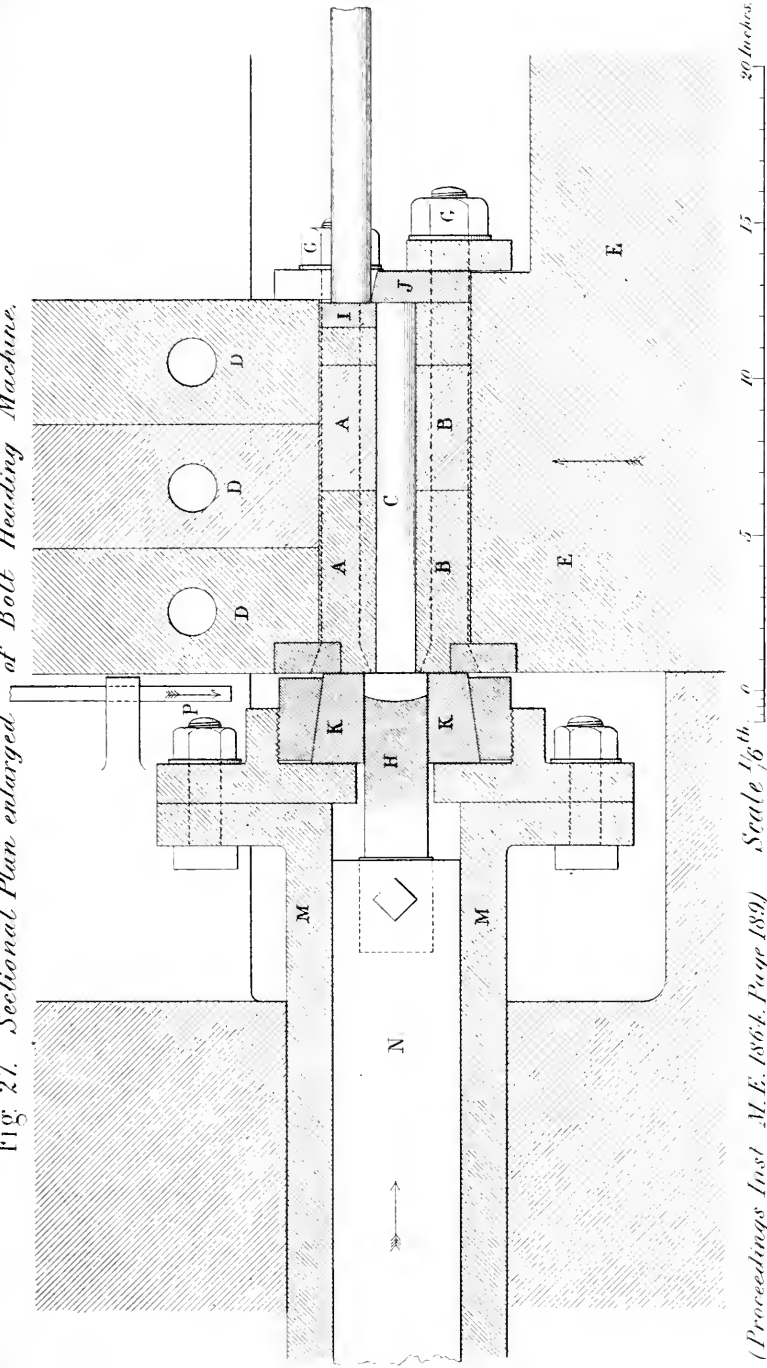 Fig. 27. Sectional Plan enlarged of Bolt Heading Machine.
D
D
D
P
G
G
I
J
A
A
B
B
C
E
E
K
K
H
M
M
N
0
5
10
15
20 Inches.
(Proceedings Inst. M.E. 1864. Page 189.)
Scale 1/6th